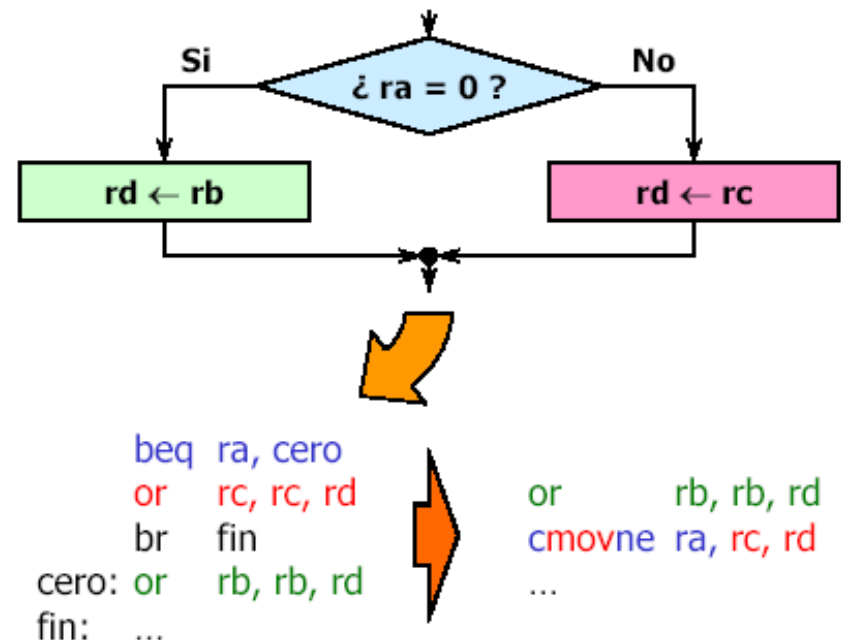 Si
No
¿ ra = 0 ?
rd ← rb
rd ← rc
beq ra, cero
or rc, rc, rd
br fin
cero: or rb, rb, rd
fin: ...
or rb, rb, rd
cmovne ra, rc, rd
...